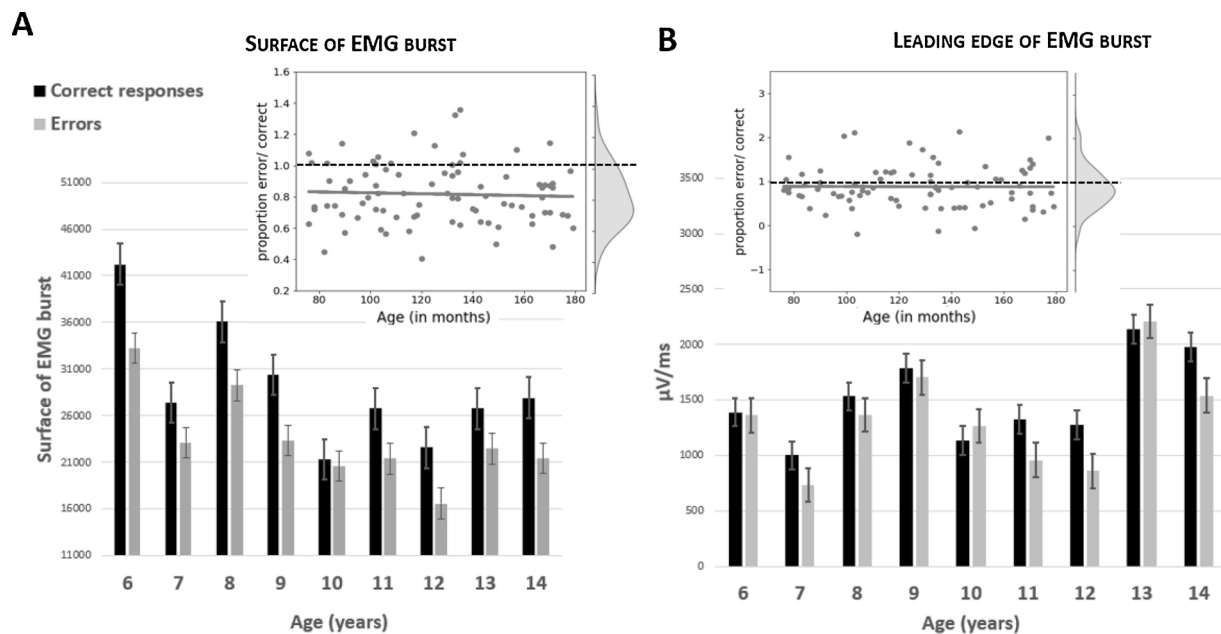 A
SURFACE OF EMG BURST
Correct responses
Errors
proportion error/ correct
1.6
1.4
1.2
1.0
0.8
0.6
0.4
0.2
80 100 120 140 160 180
Age (in months)
Surface of EMG burst
51000
46000
41000
36000
31000
26000
21000
16000
11000
6 7 8 9 10 11 12 13 14
Age (years)
B
LEADING EDGE OF EMG BURST
proportion error/ correct
3
2
1
0
−1
80 100 120 140 160 180
Age (in months)
µV/ms
3500
3000
2500
2000
1500
1000
500
0
6 7 8 9 10 11 12 13 14
Age (years)